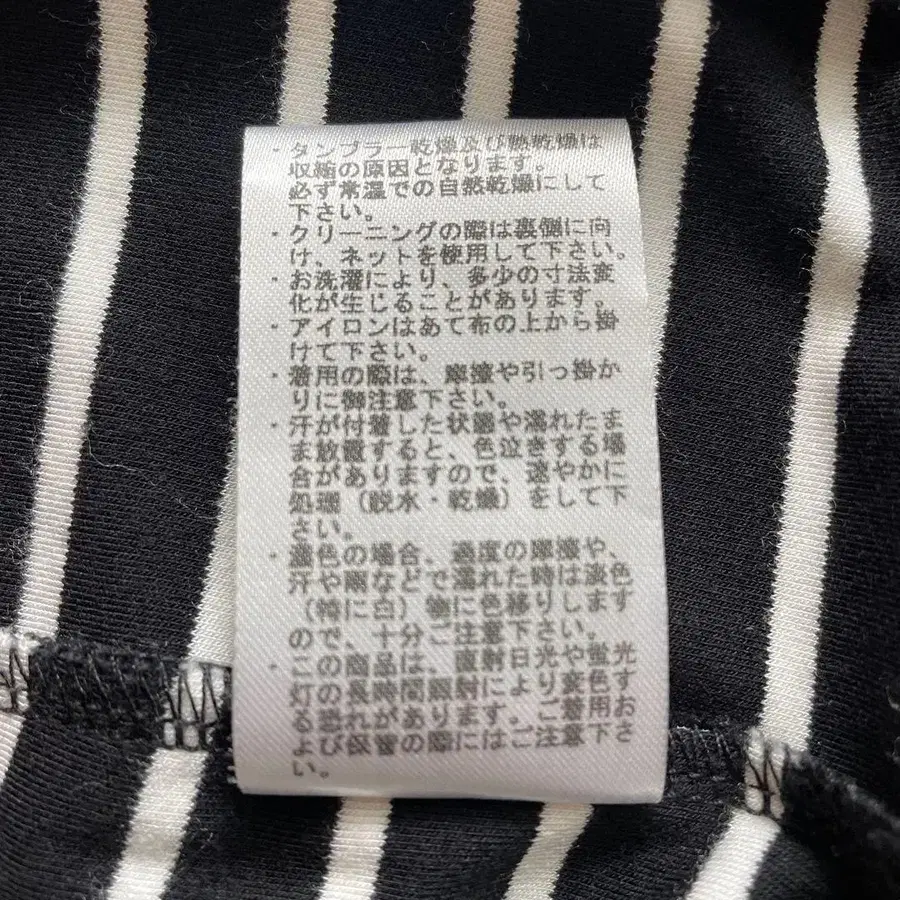 ・タンブラー乾燥及び熱乾燥は
収縮の原因となります。
必ず常温での自然乾燥にして
下さい。
・クリーニングの際は裏側に向
け、ネットを使用して下さい。
・お洗濯により、多少の寸法変
化が生じることがあります。
・アイロンはあて布の上から掛
けて下さい。
・着用の際は、摩擦や引っ掛か
りに御注意下さい。
・汗が付着した状態や濡れたま
ま放置すると、色泣きする場
合がありますので、速やかに
処理（脱水・乾燥）をして下
さい。
・濃色の場合、過度の摩擦や、
汗や雨などで濡れた時は淡色
（特に白）物に色移りします
ので、十分ご注意下さい。
・この商品は、直射日光や蛍光
灯の長時間照射により変色す
る恐れがあります。ご着用お
よび保管の際にはご注意下さ
い。